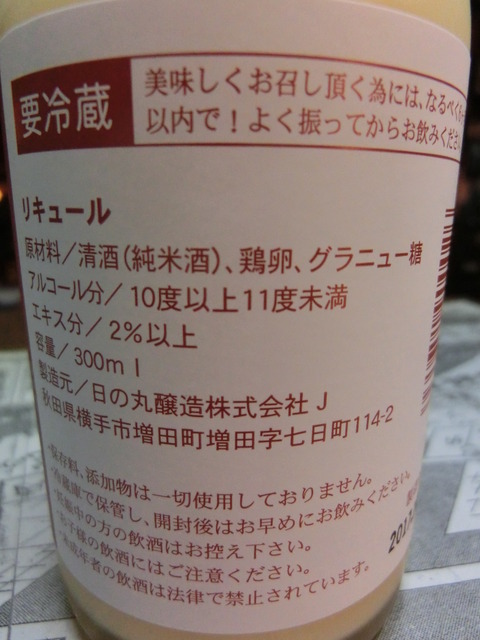 要冷蔵
美味しくお召し頂く為には、なるべく
以内で！よく振ってからお飲みくださ
リキュール
原材料／清酒（純米酒）、鶏卵、グラニュー糖
アルコール分／10度以上11度未満
エキス分／2％以上
容量／300ｍｌ
製造元／日の丸醸造株式会社 J
秋田県横手市増田町増田字七日町114-2
・保存料、添加物は一切使用しておりません。
・冷蔵庫で保管し、開封後はお早めにお飲みください。
・妊娠中の方の飲酒はお控え下さい。
・お子様の飲酒にはご注意ください。
・未成年者の飲酒は法律で禁止されています。
製
201